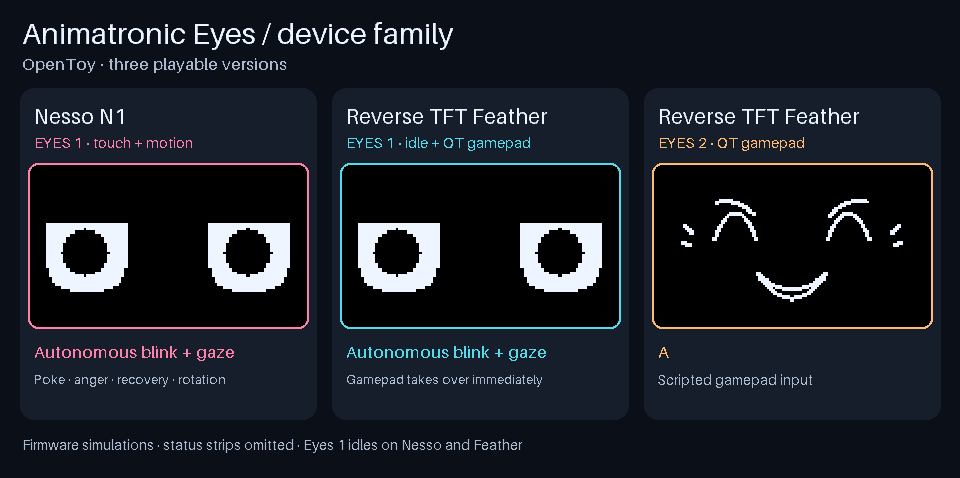 Animatronic Eyes / device family
OpenToy · three playable versions
Nesso N1
EYES 1 · touch + motion
Autonomous blink + gaze
Poke · anger · recovery · rotation
Reverse TFT Feather
EYES 1 · idle + QT gamepad
Autonomous blink + gaze
Gamepad takes over immediately
Reverse TFT Feather
EYES 2 · QT gamepad
A
Scripted gamepad input
Firmware simulations · status strips omitted · Eyes 1 idles on Nesso and Feather